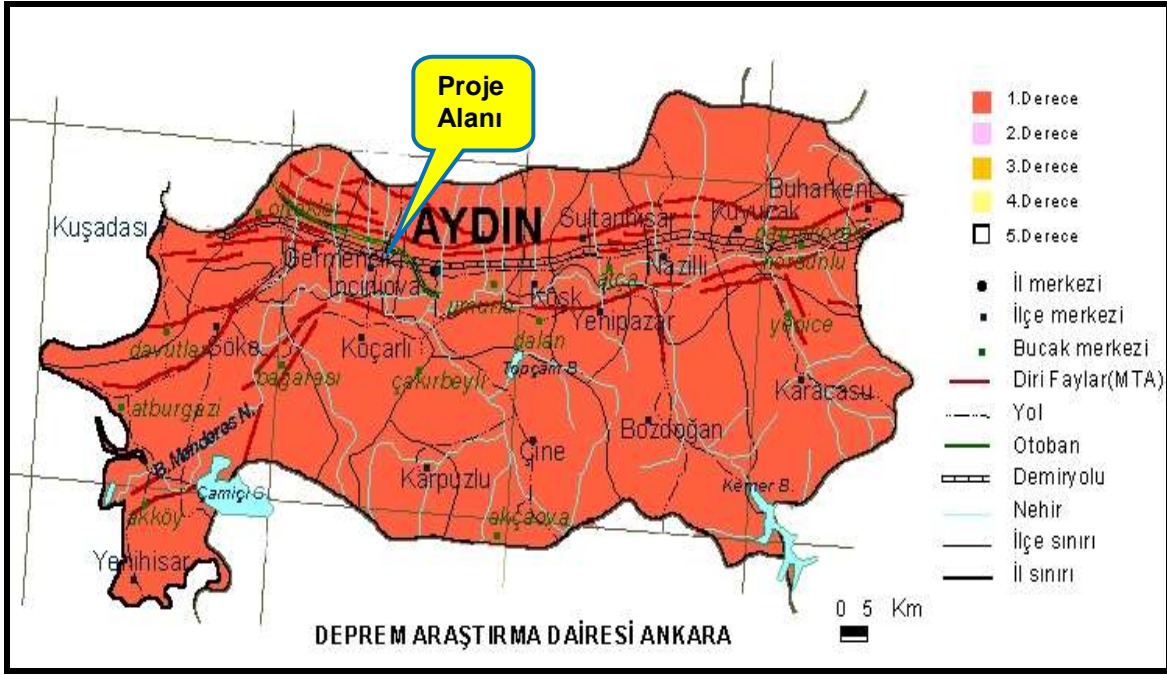 Proje
Alanı
1.Derece
2.Derece
3.Derece
4.Derece
5.Derece
İl merkezi
İlçe merkezi
Bucak merkezi
Diri Faylar(MTA)
Yol
Otoban
Demiryolu
Nehir
İlçe sınırı
İl sınırı
Buharkent
Kuşadası
AYDIN
Sultanhisar
Kuyucak
Germencik
horsunlu
Nazilli
İncirliova
atça
umurlu
Köşk
Yenipazar
yenice
davutlar
Söke
Koçarlı
dalan
bağarası
çakırbeyli
Topçam B.
Karacasu
atburgazi
Bozdoğan
B.Menderes N.
Çine
Karpuzlu
Kemer B.
Çamiçi G.
akköy
akçaova
Yenihisar
0 5 Km
DEPREM ARAŞTIRMA DAİRESİ ANKARA